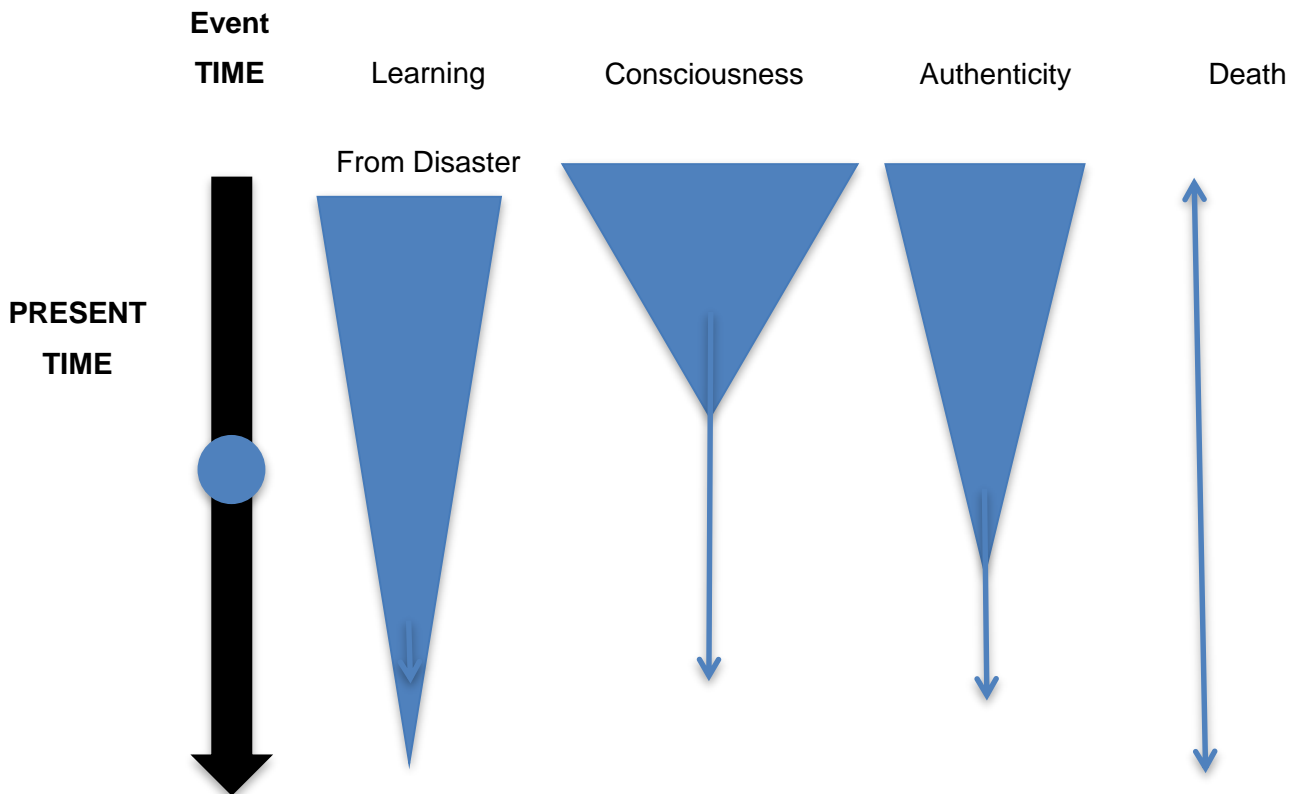 Event
TIME
Learning
From Disaster
Consciousness
Authenticity
Death
PRESENT
TIME